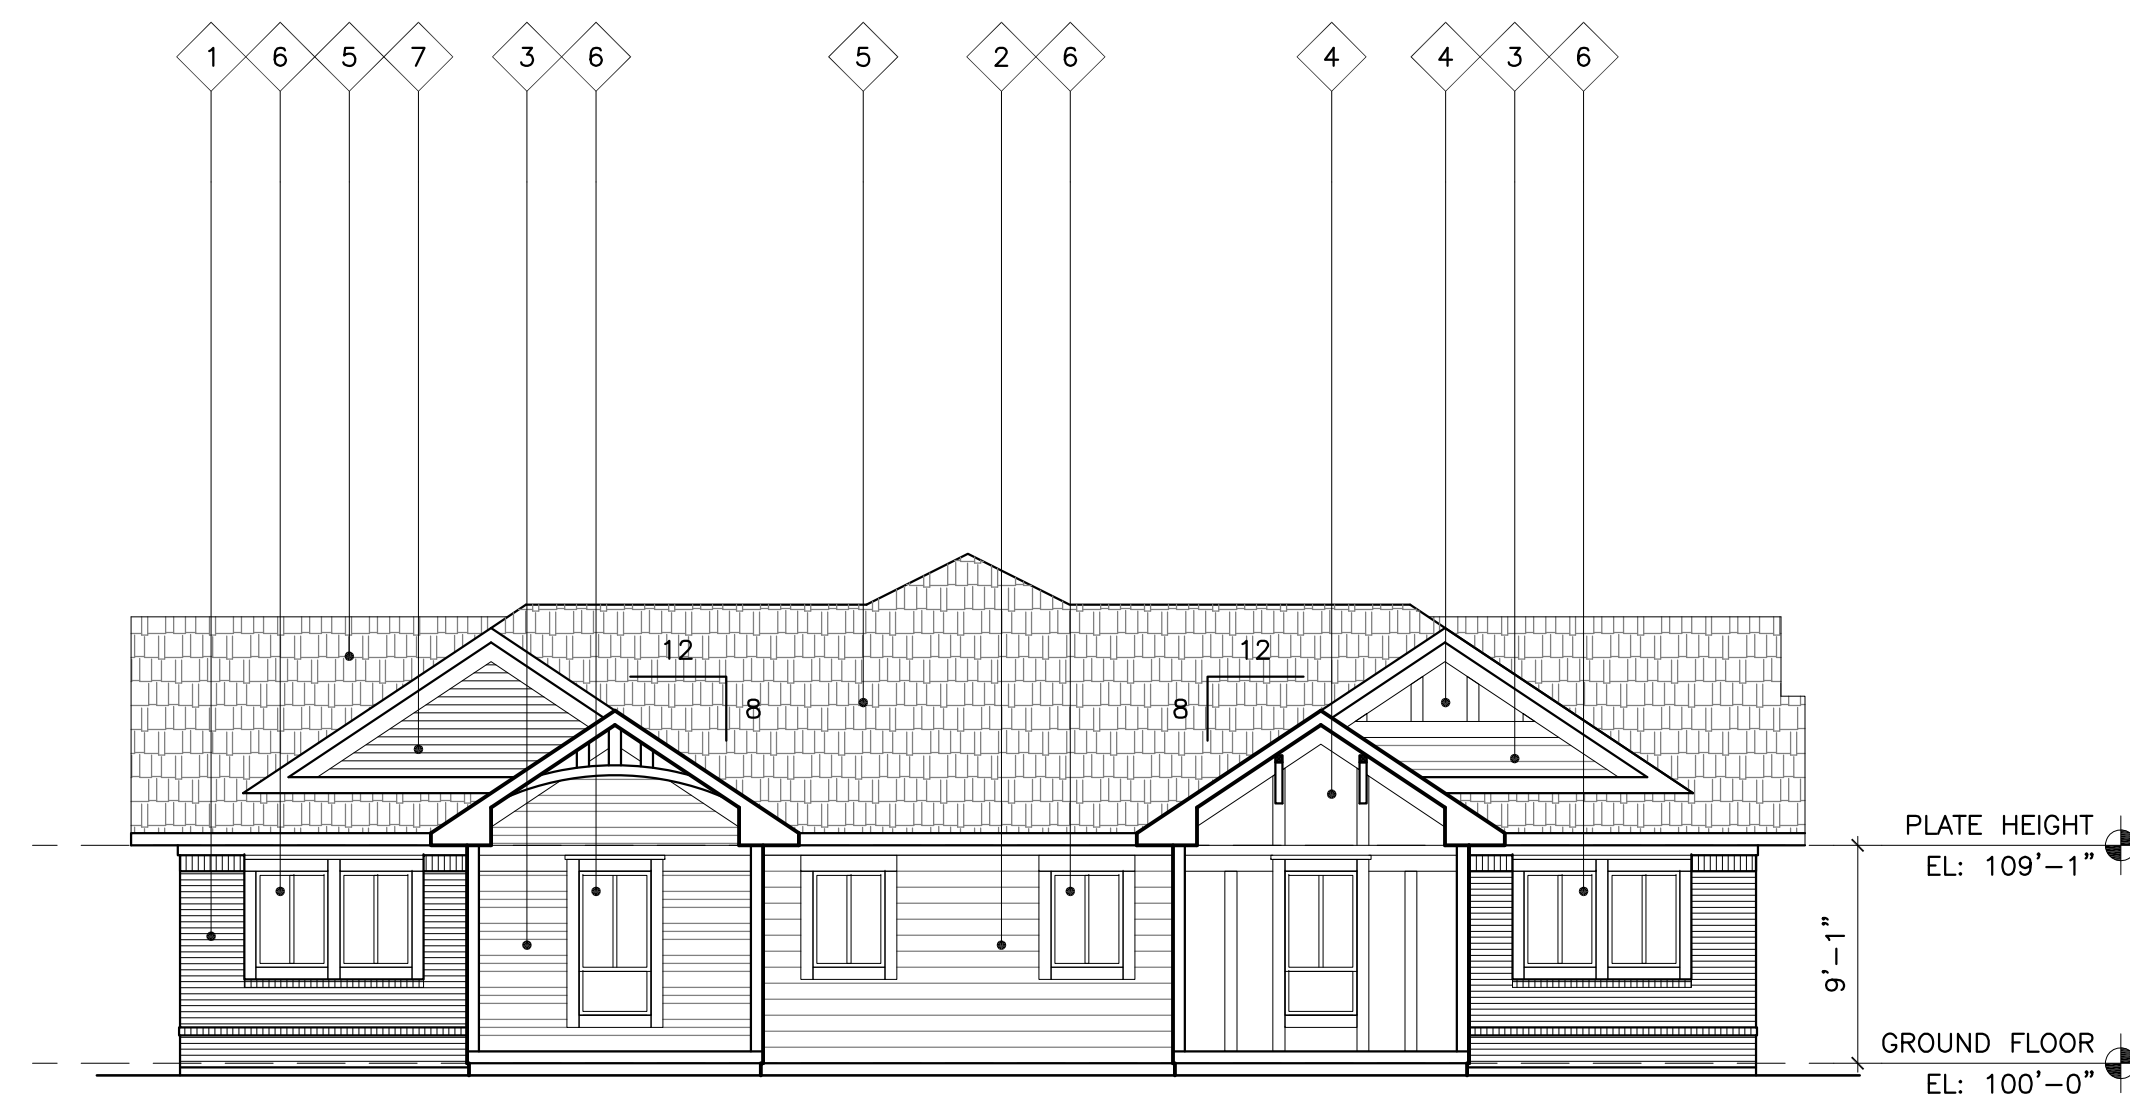 1 6 5 7 3 6 5 2 6 4 4 3 6
12 12
8 8
PLATE HEIGHT
EL: 109'-1"
9'-1"
GROUND FLOOR
EL: 100'-0"